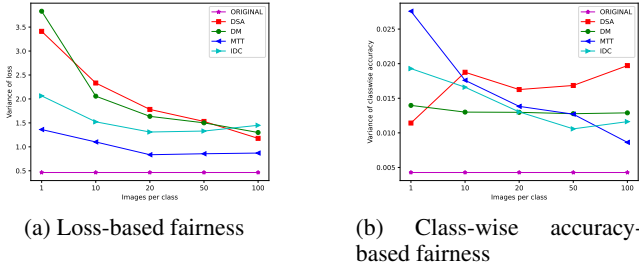 ORIGINAL
DSA
DM
MTT
IDC
Variance of loss
3.5
3.0
2.5
2.0
1.5
1.0
0.5
1
10
20
50
100
Images per class
(a) Loss-based fairness
ORIGINAL
DSA
DM
MTT
IDC
Variance of classwise accuracy
0.025
0.020
0.015
0.010
0.005
1
10
20
50
100
Images per class
(b) Class-wise accuracy-
based fairness